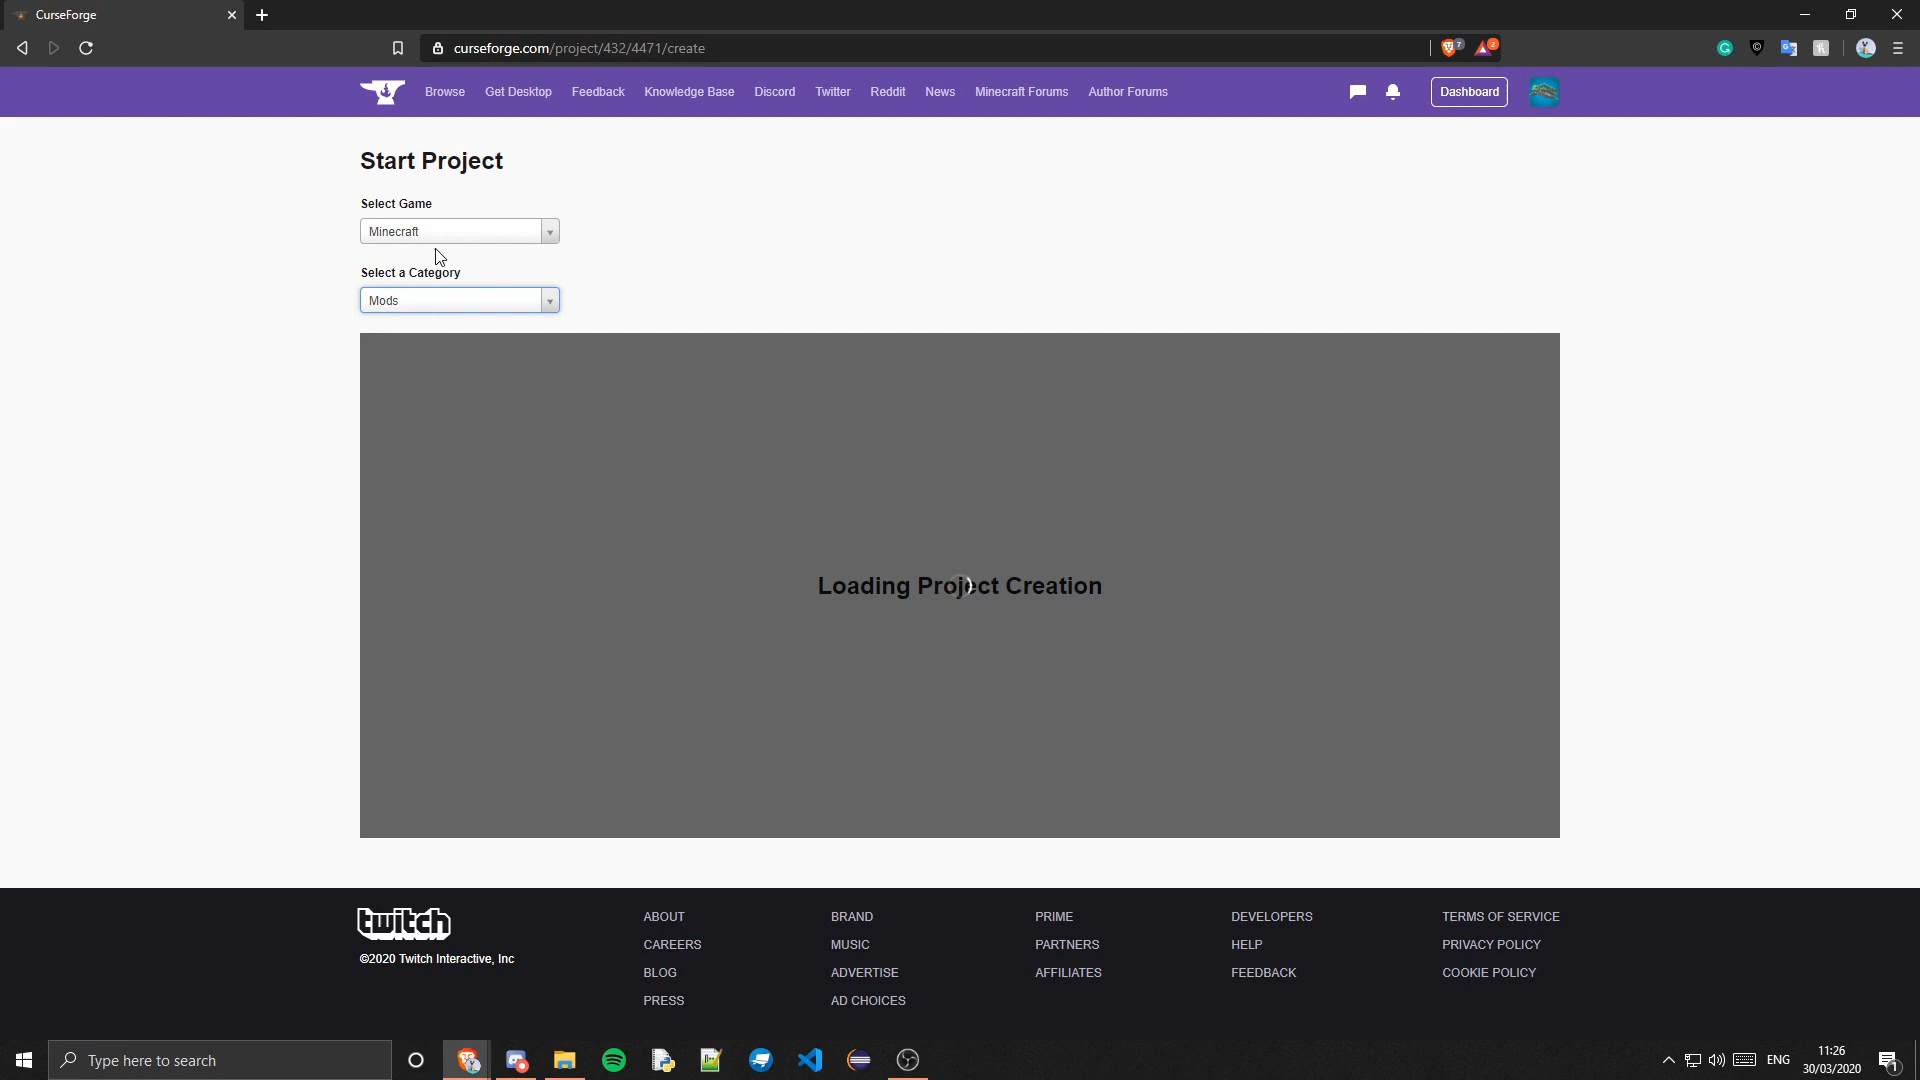 CurseForge
curseforge.com/project/432/4471/create
7
2
Browse Get Desktop Feedback Knowledge Base Discord Twitter Reddit News Minecraft Forums Author Forums Dashboard
Start Project
Select Game
Minecraft
Select a Category
Mods
Loading Project Creation
twitch
©2020 Twitch Interactive, Inc
ABOUT
CAREERS
BLOG
PRESS
BRAND
MUSIC
ADVERTISE
AD CHOICES
PRIME
PARTNERS
AFFILIATES
DEVELOPERS
HELP
FEEDBACK
TERMS OF SERVICE
PRIVACY POLICY
COOKIE POLICY
Type here to search
ENG
11:26
30/03/2020
1